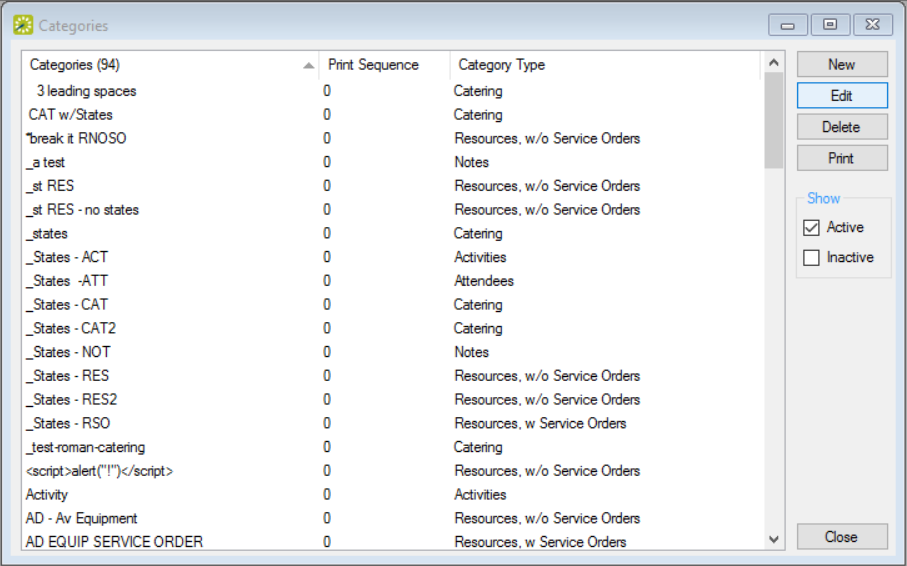 Categories
Categories (94) Print Sequence Category Type
3 leading spaces 0 Catering
CAT w/States 0 Catering
*break it RNOSO 0 Resources, w/o Service Orders
_a test 0 Notes
_st RES 0 Resources, w/o Service Orders
_st RES - no states 0 Resources, w/o Service Orders
_states 0 Catering
_States - ACT 0 Activities
_States -ATT 0 Attendees
_States - CAT 0 Catering
_States - CAT2 0 Catering
_States - NOT 0 Notes
_States - RES 0 Resources, w/o Service Orders
_States - RES2 0 Resources, w/o Service Orders
_States - RSO 0 Resources, w Service Orders
_test-roman-catering 0 Catering
<script>alert("!")</script> 0 Resources, w/o Service Orders
Activity 0 Activities
AD - Av Equipment 0 Resources, w/o Service Orders
AD EQUIP SERVICE ORDER 0 Resources, w Service Orders
New
Edit
Delete
Print
Show
Active
Inactive
Close